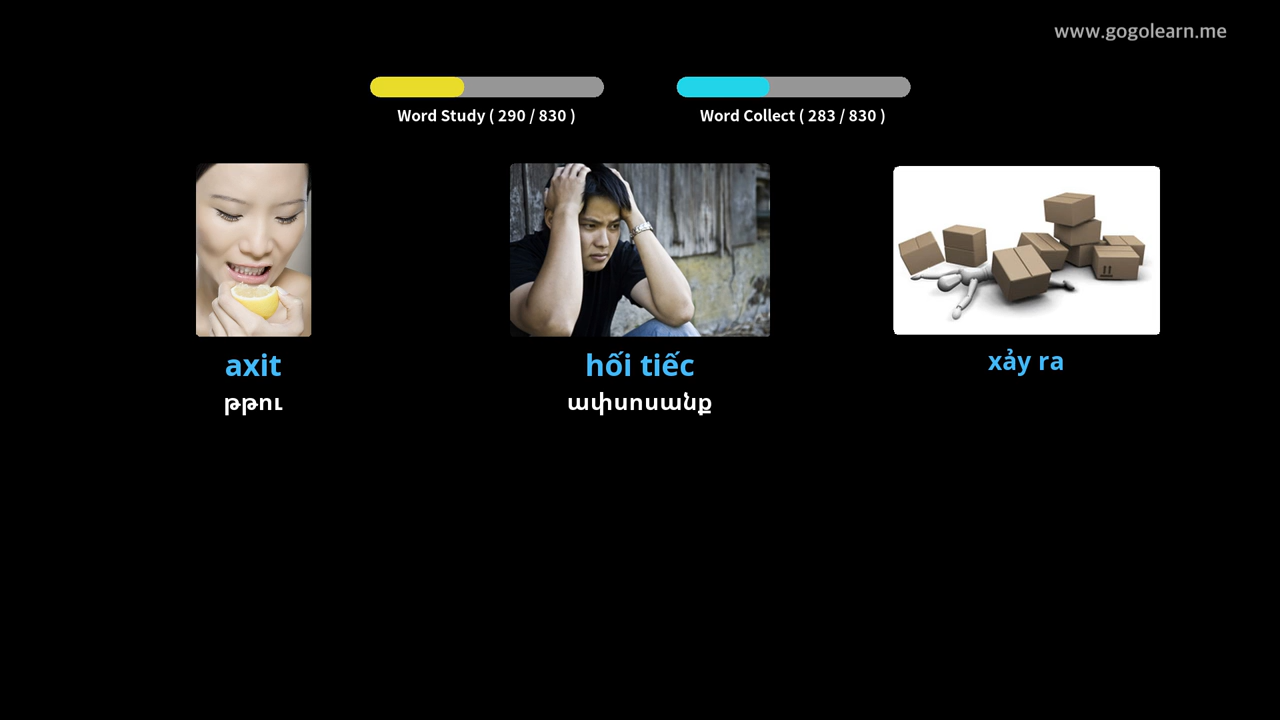 www.gogolearn.me
Word Study ( 290 / 830 )
Word Collect ( 283 / 830 )
axit
թթու
hối tiếc
ափսոսանք
xảy ra